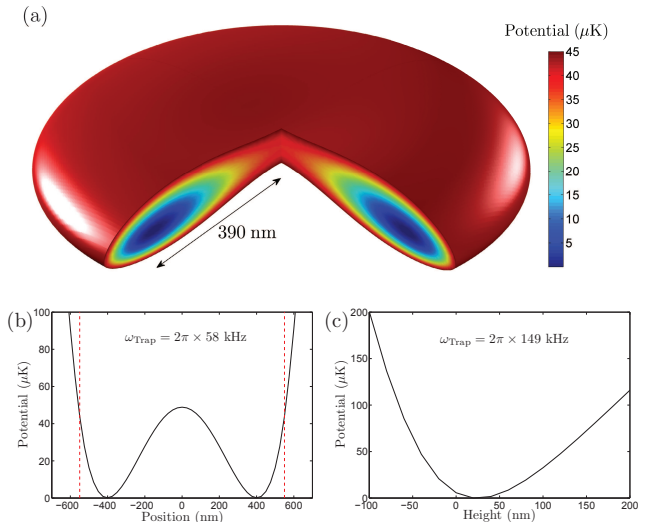 (a)
Potential (μK)
45
40
35
30
25
20
15
10
5
390 nm
(b)
ω_Trap = 2π × 58 kHz
Potential (μK)
100
80
60
40
20
0
−600 −400 −200 0 200 400 600
Position (nm)
(c)
ω_Trap = 2π × 149 kHz
Potential (μK)
200
150
100
50
0
−100 −50 0 50 100 150 200
Height (nm)